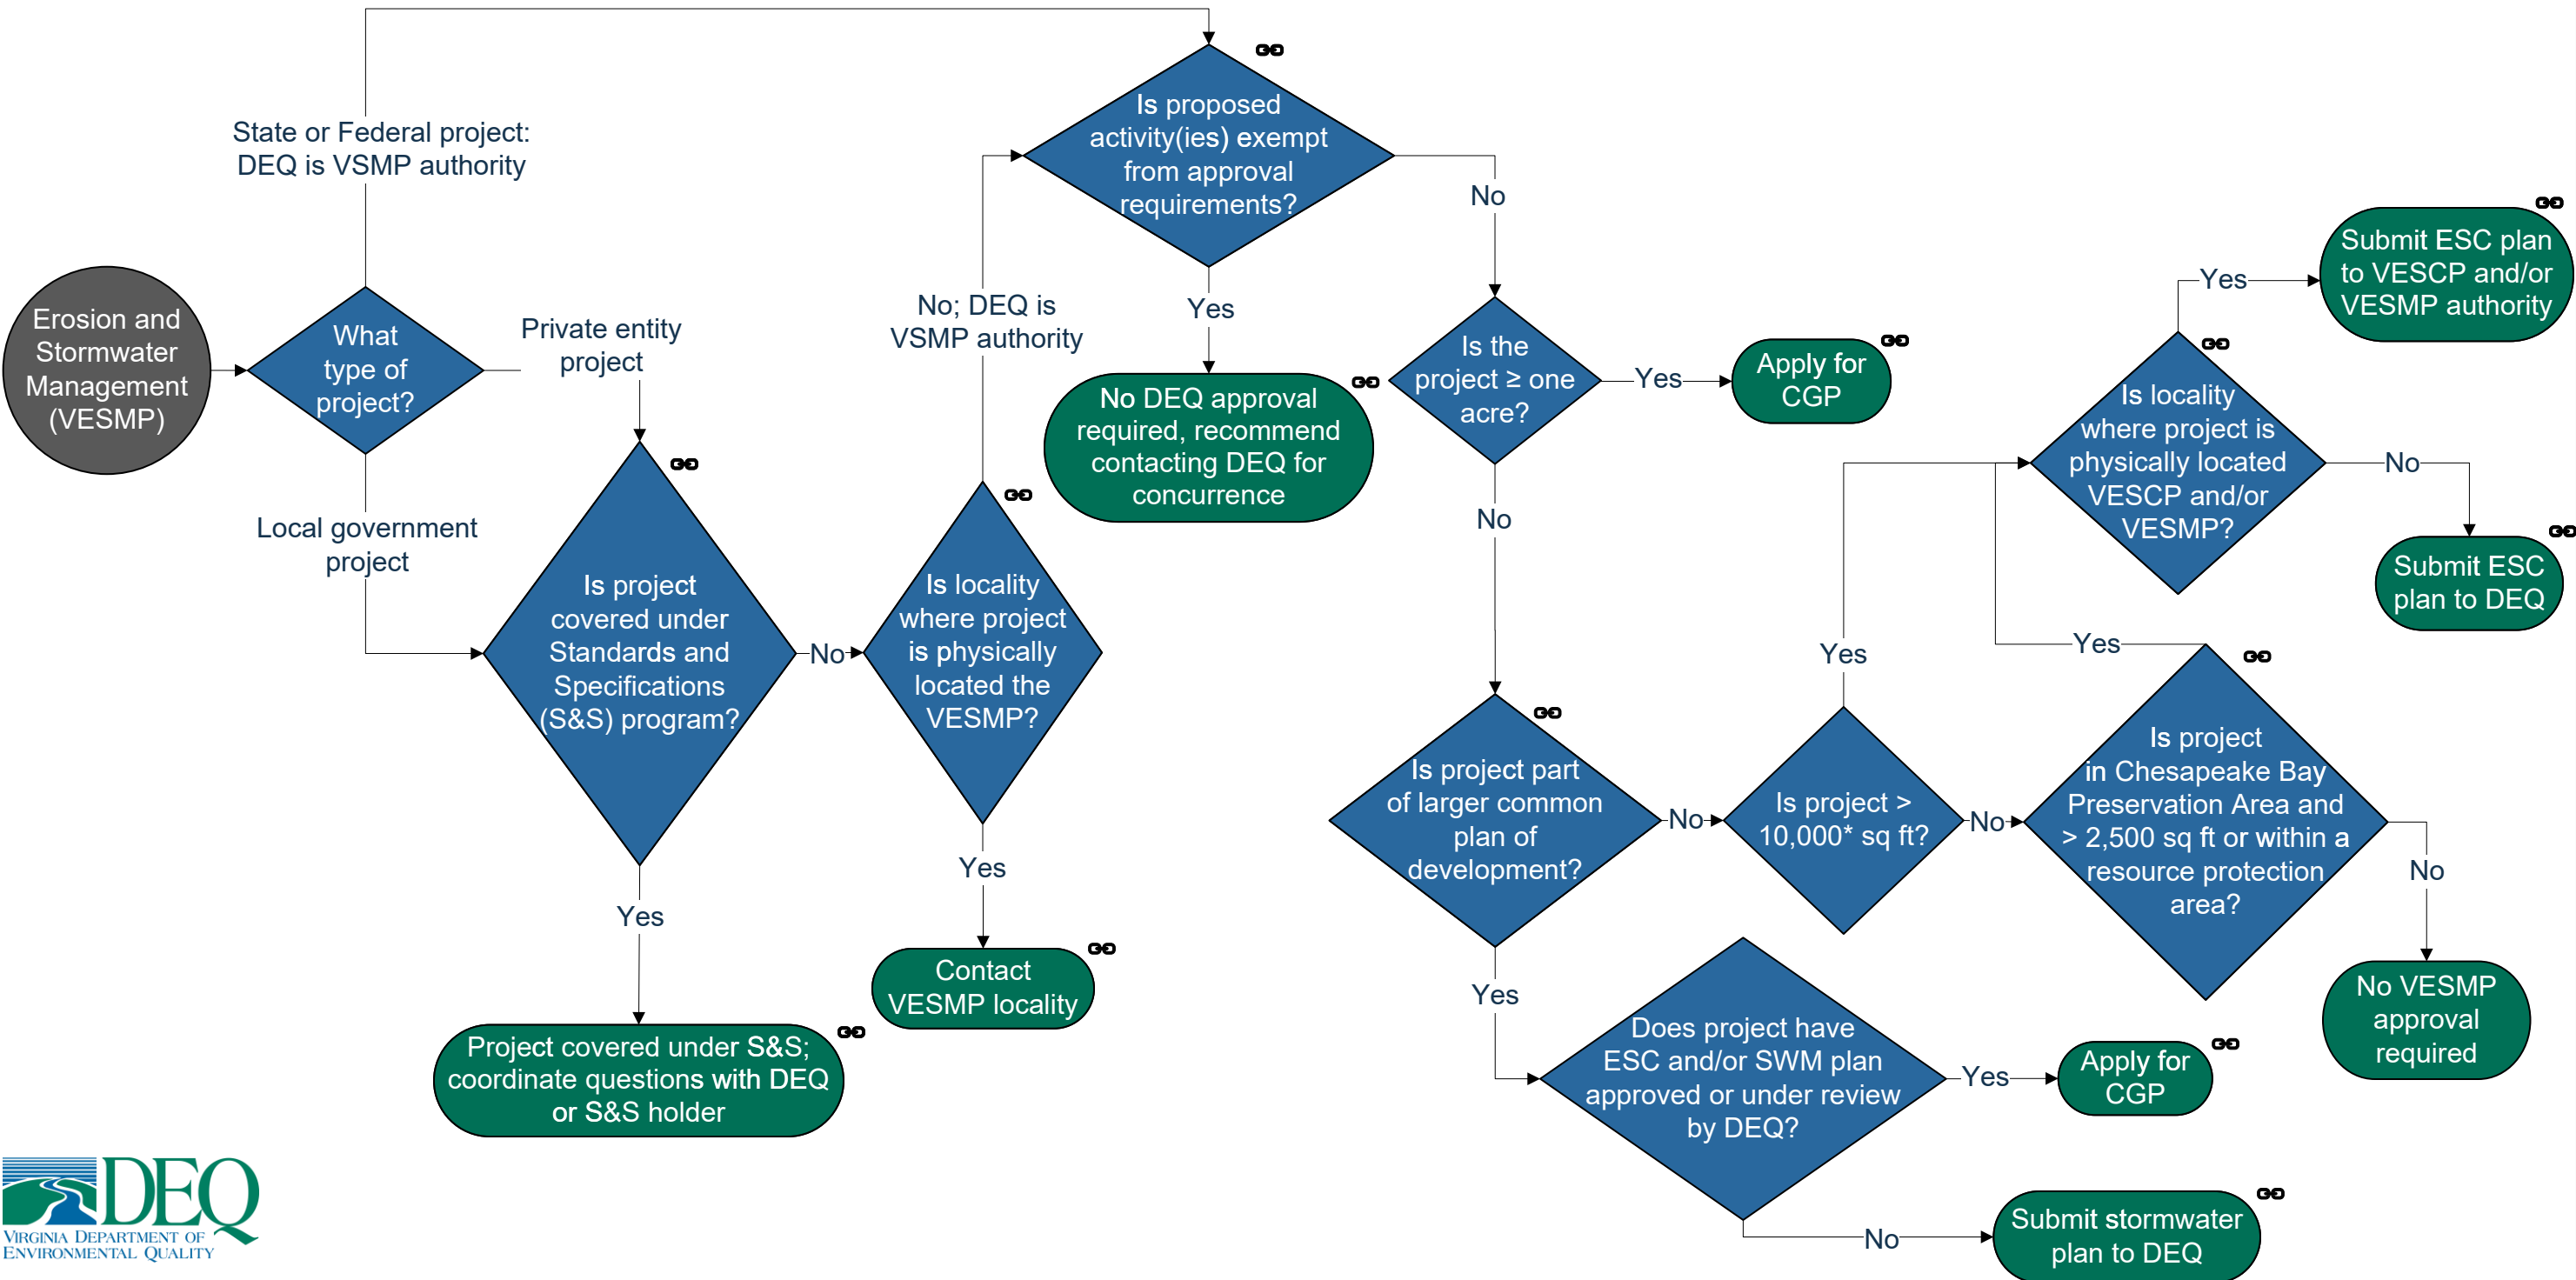 State or Federal project:
DEQ is VSMP authority
Erosion and
Stormwater
Management
(VESMP)
What
type of
project?
Private entity
project
Local government
project
Is project
covered under
Standards and
Specifications
(S&S) program?
No
Yes
Project covered under S&S;
coordinate questions with DEQ
or S&S holder
Is locality
where project
is physically
located the
VESMP?
Yes
Contact
VESMP locality
No; DEQ is
VSMP authority
Is proposed
activity(ies) exempt
from approval
requirements?
Yes
No DEQ approval
required, recommend
contacting DEQ for
concurrence
No
Is the
project ≥ one
acre?
Yes
Apply for
CGP
No
Is project part
of larger common
plan of
development?
Yes
Does project have
ESC and/or SWM plan
approved or under review
by DEQ?
Yes
Apply for
CGP
No
Submit stormwater
plan to DEQ
No
Is project >
10,000* sq ft?
Yes
No
Is project
in Chesapeake Bay
Preservation Area and
> 2,500 sq ft or within a
resource protection
area?
Yes
No
No VESMP
approval
required
Is locality
where project is
physically located
VESCP and/or
VESMP?
Yes
Submit ESC plan
to VESCP and/or
VESMP authority
No
Submit ESC
plan to DEQ
DEQ
VIRGINIA DEPARTMENT OF
ENVIRONMENTAL QUALITY